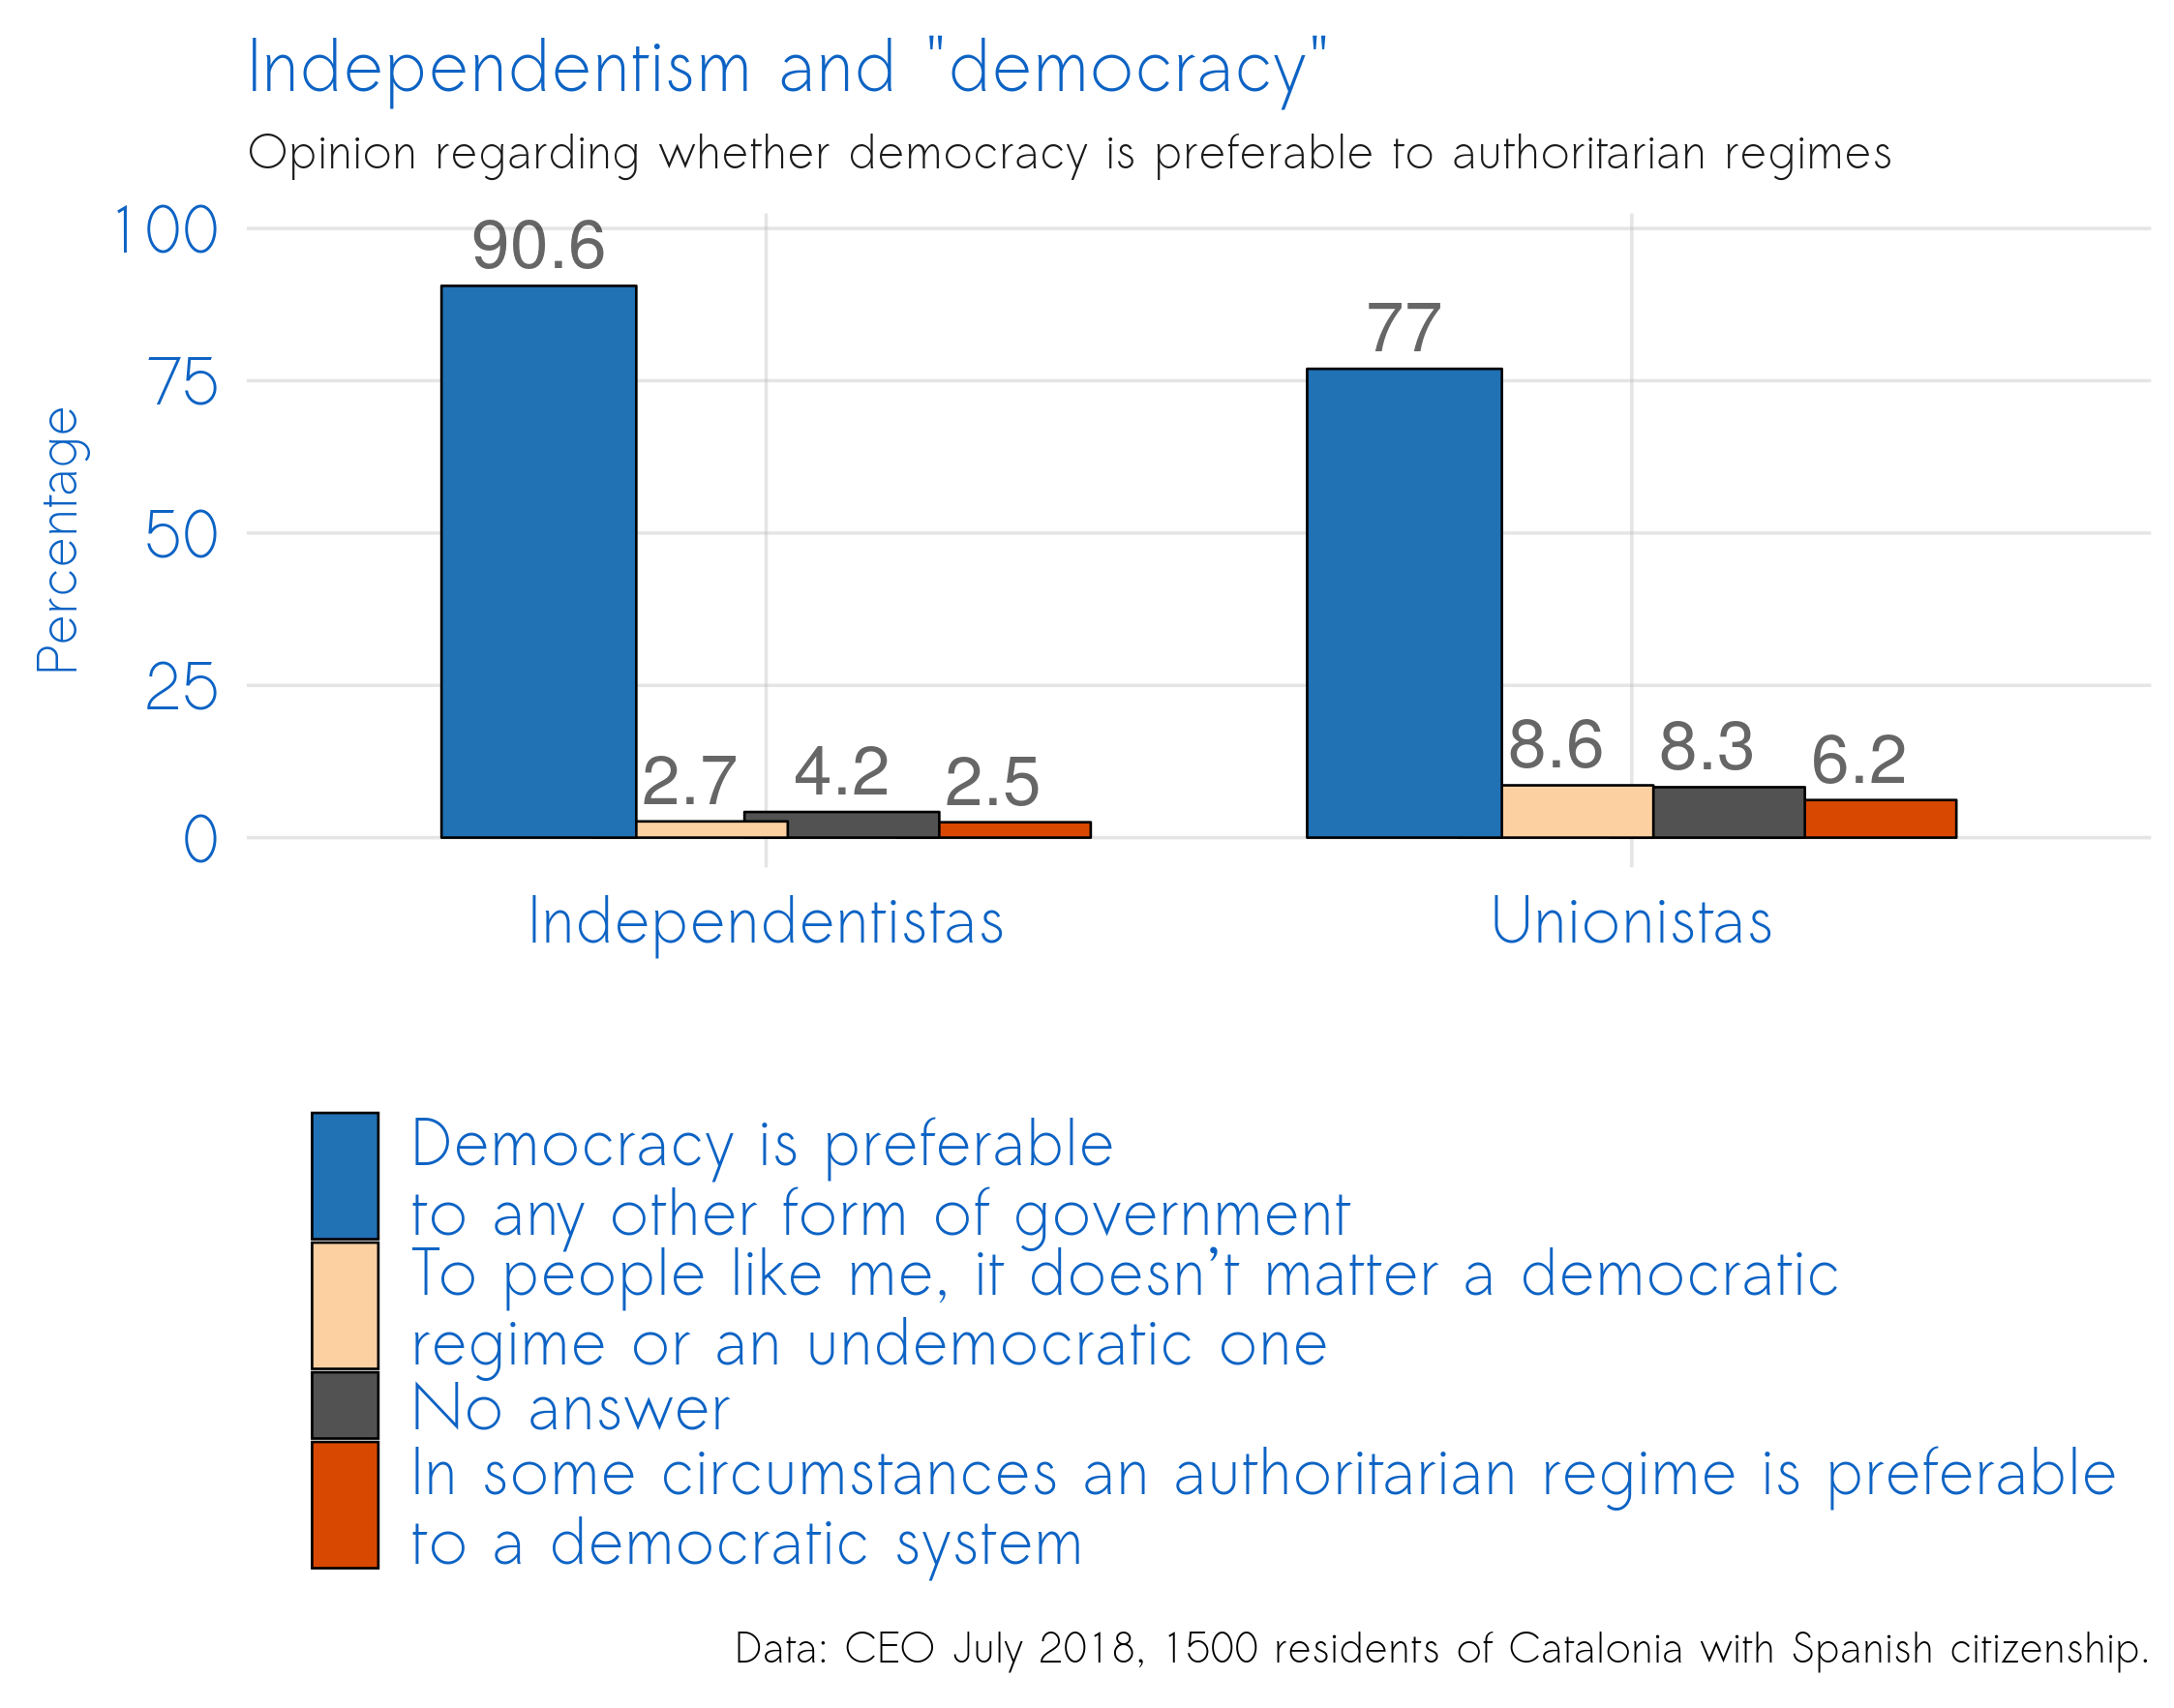 Independentism and "democracy"
Opinion regarding whether democracy is preferable to authoritarian regimes
Percentage
100
75
50
25
0
90.6
2.7
4.2
2.5
77
8.6
8.3
6.2
Independentistas
Unionistas
Democracy is preferable
to any other form of government
To people like me, it doesn’t matter a democratic
regime or an undemocratic one
No answer
In some circumstances an authoritarian regime is preferable
to a democratic system
Data: CEO July 2018, 1500 residents of Catalonia with Spanish citizenship.